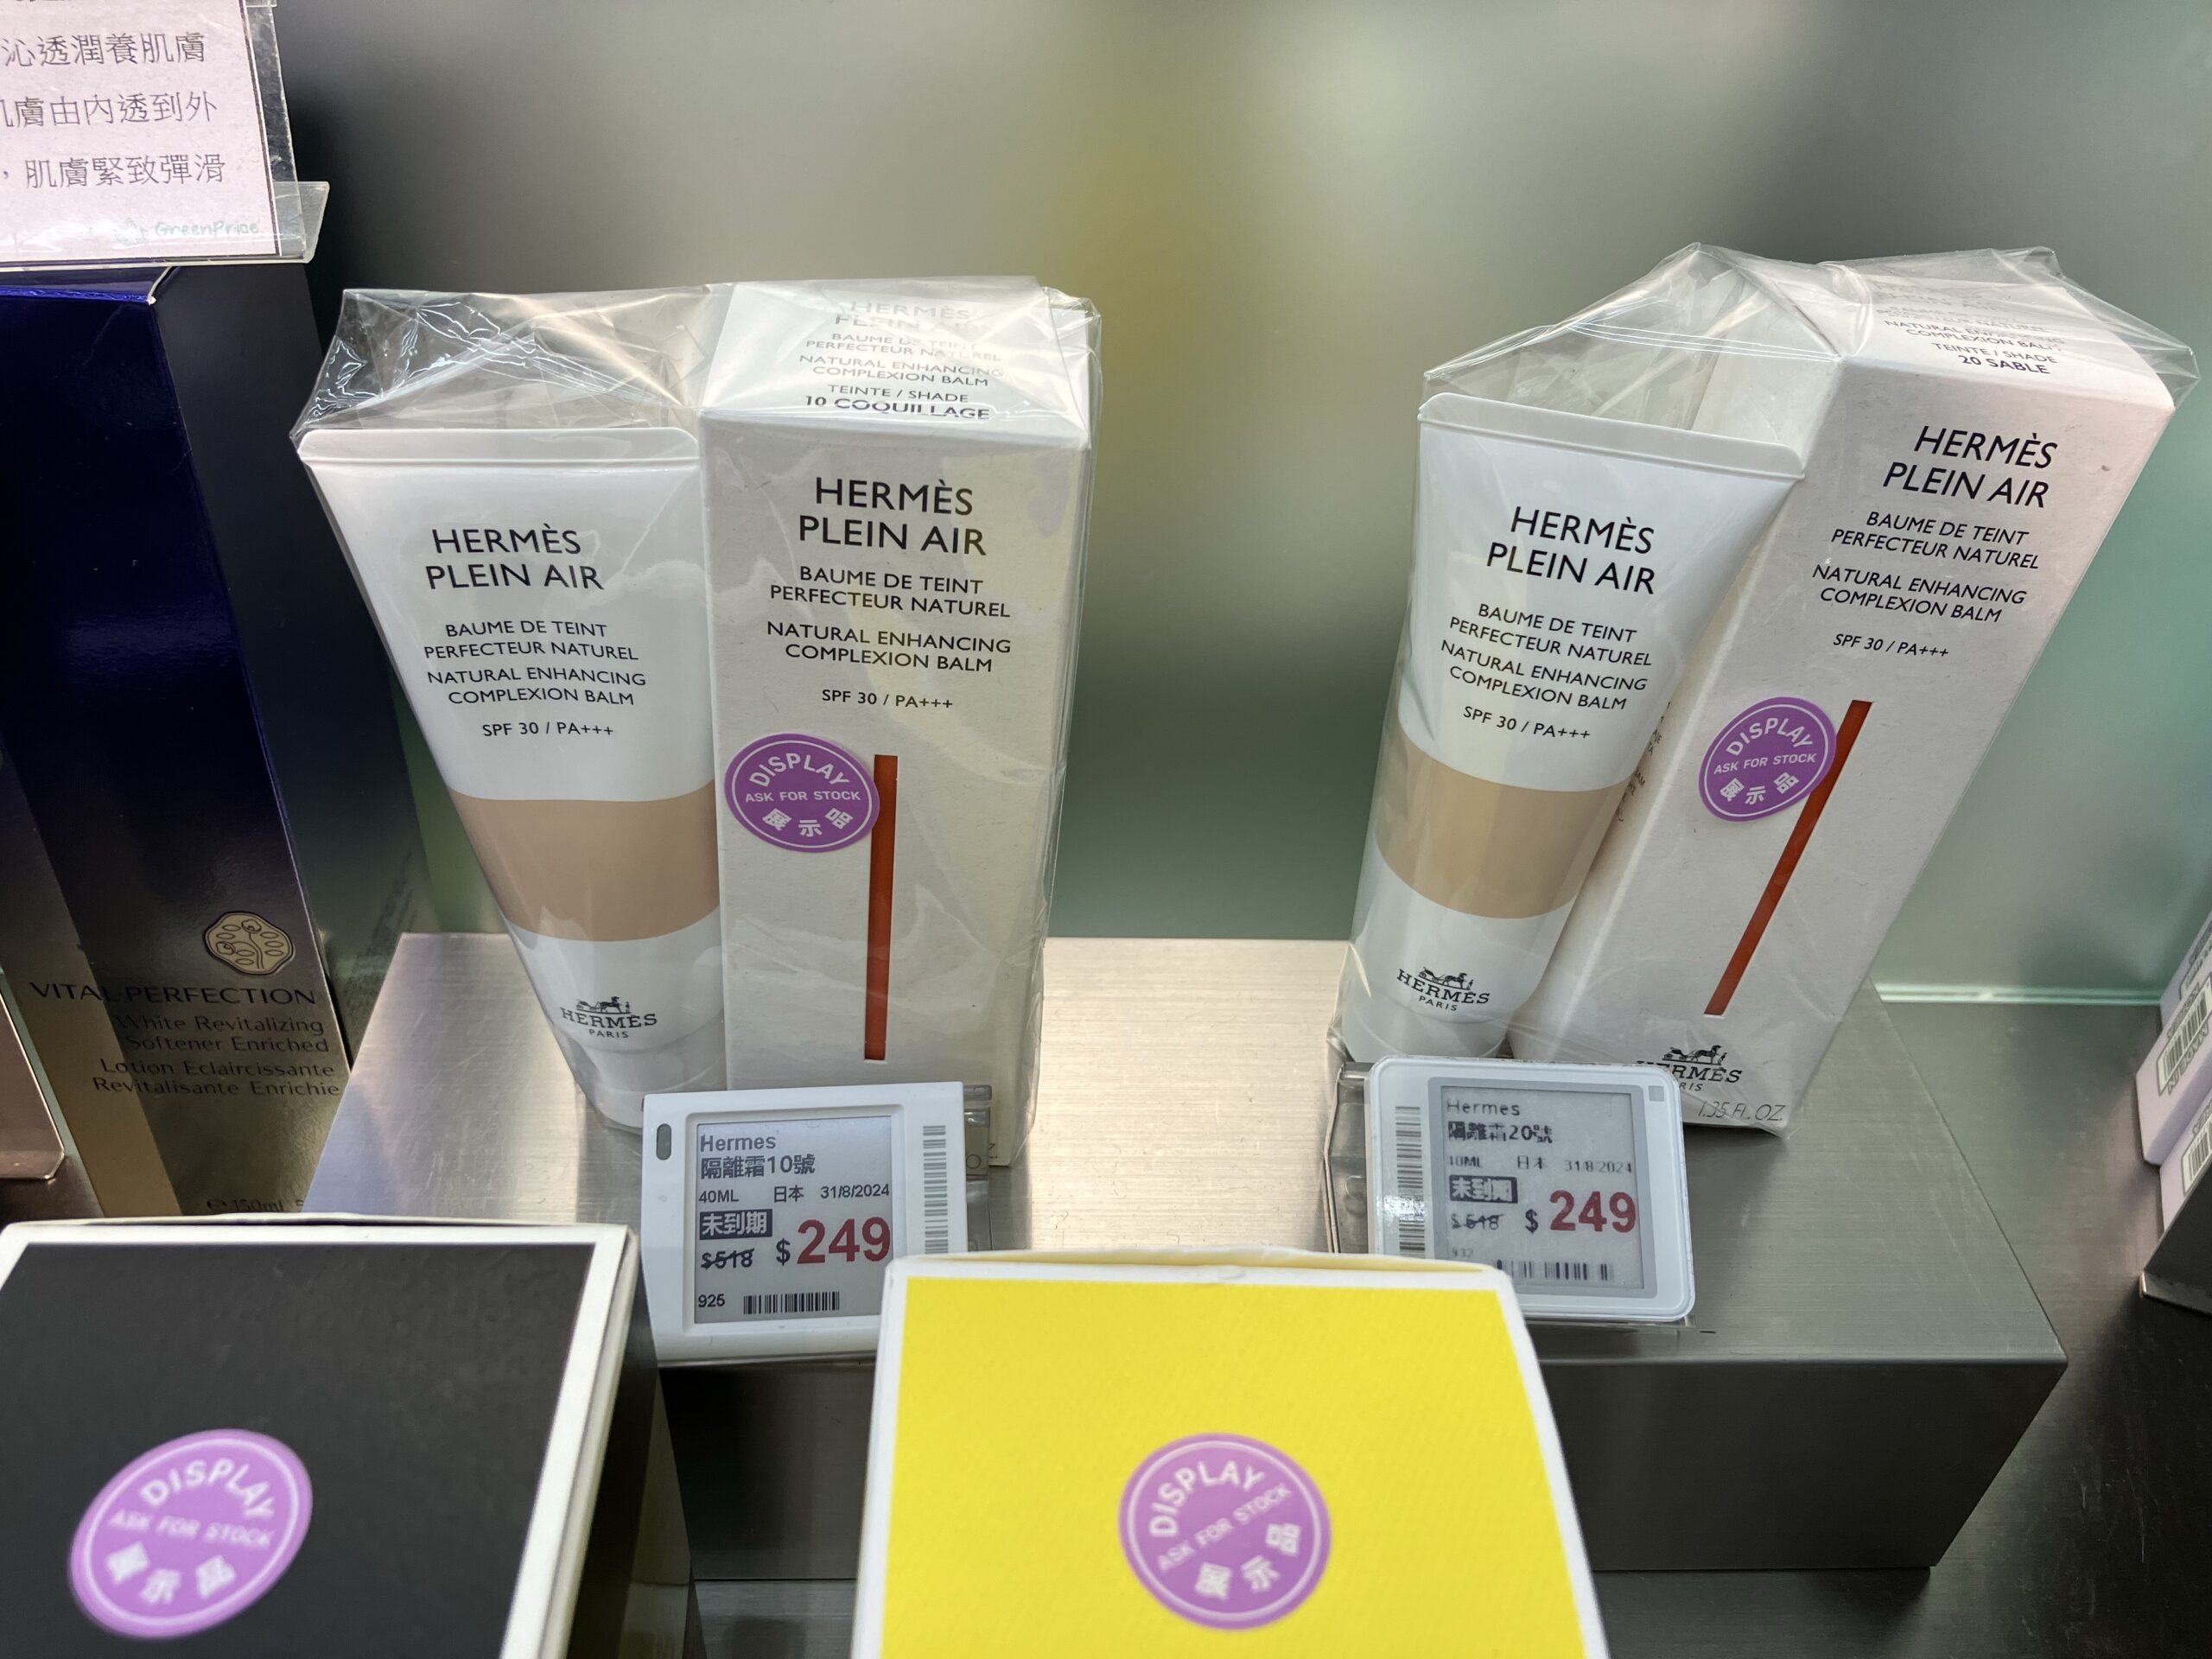 沁透潤養肌膚
肌膚由內透到外
，肌膚緊致彈滑
GreenPrice
VITAL-PERFECTION
White Revitalizing
Softener Enriched
Lotion Eclaircissante
Revitalisante Enrichie
150ml
HERMÈS
PLEIN AIR
BAUME DE TEINT
PERFECTEUR NATUREL
NATURAL ENHANCING
COMPLEXION BALM
SPF 30 / PA+++
HERMÈS
PARIS
HERMÈS
PLEIN AIR
BAUME DE TEINT
PERFECTEUR NATUREL
NATURAL ENHANCING
COMPLEXION BALM
TEINTE / SHADE
10 COQUILLAGE
HERMÈS
PLEIN AIR
BAUME DE TEINT
PERFECTEUR NATUREL
NATURAL ENHANCING
COMPLEXION BALM
SPF 30 / PA+++
DISPLAY
ASK FOR STOCK
展示品
HERMÈS
PLEIN AIR
BAUME DE TEINT
PERFECTEUR NATUREL
NATURAL ENHANCING
COMPLEXION BALM
SPF 30 / PA+++
HERMÈS
PARIS
NATURAL ENHANCING
COMPLEXION BALM
TEINTE / SHADE
20 SABLE
HERMÈS
PLEIN AIR
BAUME DE TEINT
PERFECTEUR NATUREL
NATURAL ENHANCING
COMPLEXION BALM
SPF 30 / PA+++
DISPLAY
ASK FOR STOCK
展示品
HERMÈS
1.35 FL. OZ.
Hermes
隔離霜10號
40ML 日本 31/8/2024
未到期
$518 $249
925
Hermes
隔離霜20號
40ML 日本 31/8/2024
未到期
$518 $249
932
DISPLAY
ASK FOR STOCK
展示品
DISPLAY
ASK FOR STOCK
展示品